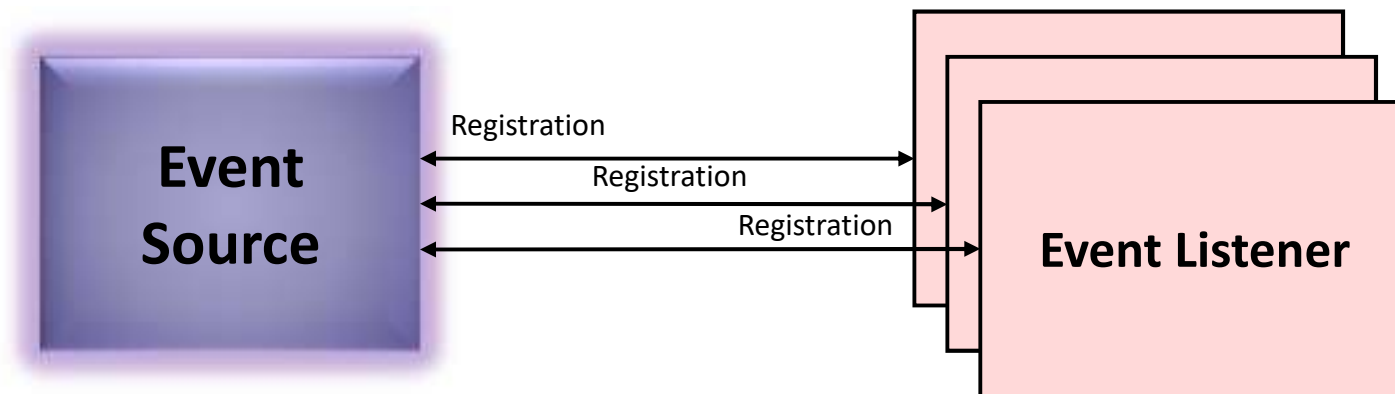 Event
Source
Registration
Registration
Registration
Event Listener